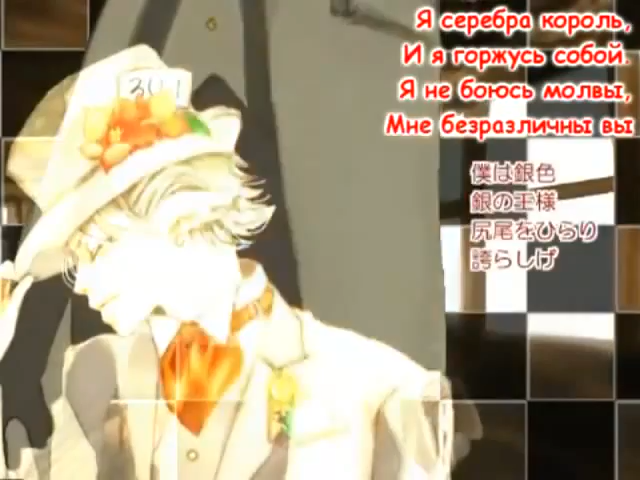 Я серебра король,
И я горжусь собой.
Я не боюсь молвы,
Мне безразличны вы
僕は銀色
銀の王様
尻尾をひらり
誇らしげ